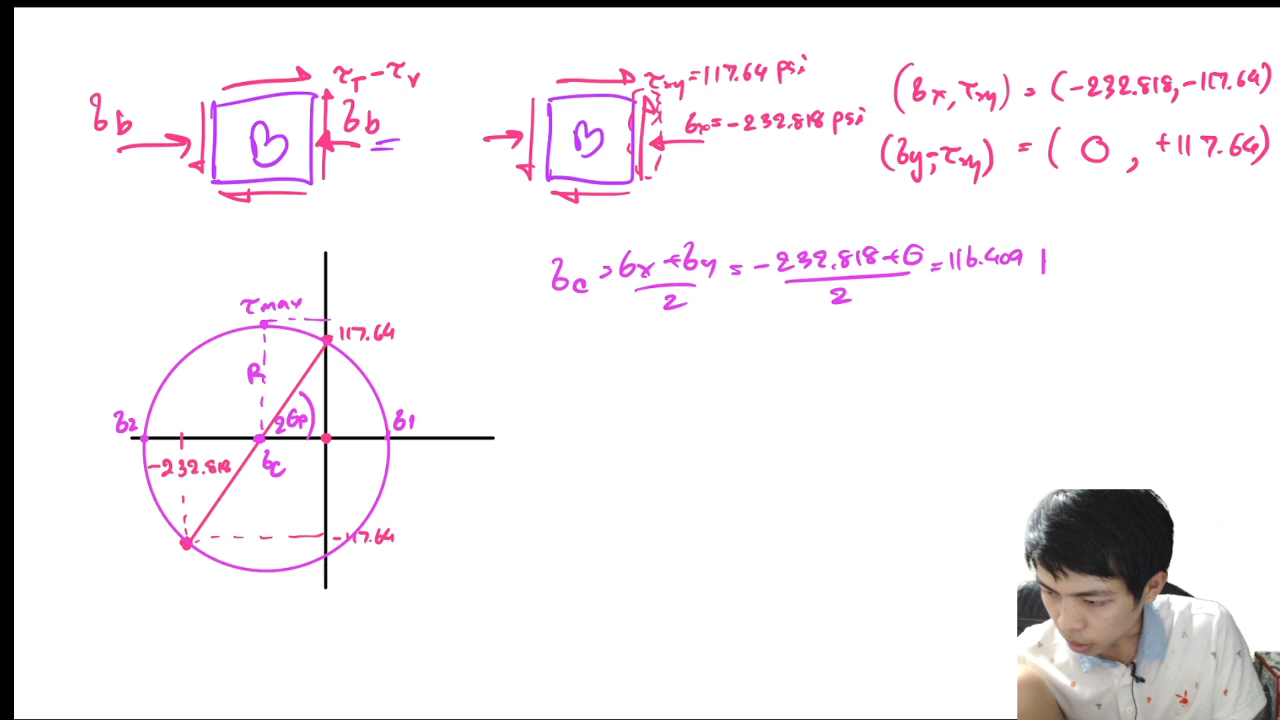 τT - τv
σb
σb
B
τxy = 117.64 psi
σx = -232.818 psi
B
(σx, τxy) = (-232.818, -117.64)
(σy, -τxy) = ( 0 , +117.64)
σc = σx + σy / 2 = -232.818 + 0 / 2 = 116.409
τmax
117.64
R
σ2
2θp
σ1
-232.818
σc
-117.64